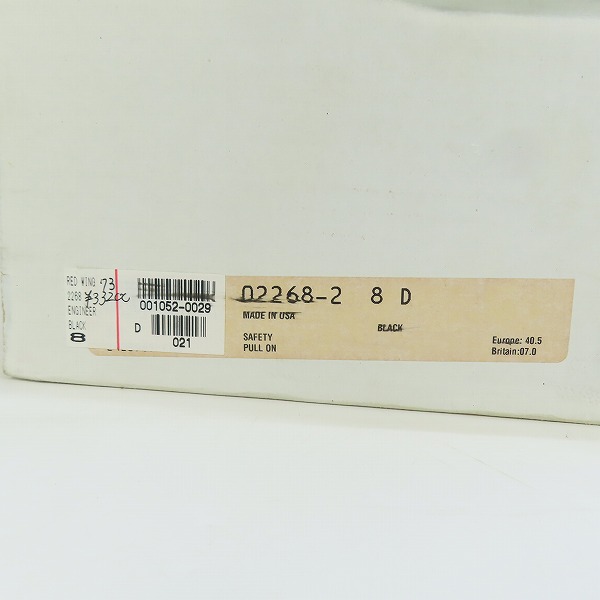 RED WING 73
2268 ¥33200
ENGINEER
BLACK
8
001052-0029
D
021
02268-2 8 D
MADE IN USA
BLACK
SAFETY
PULL ON
Europe: 40.5
Britain:07.0